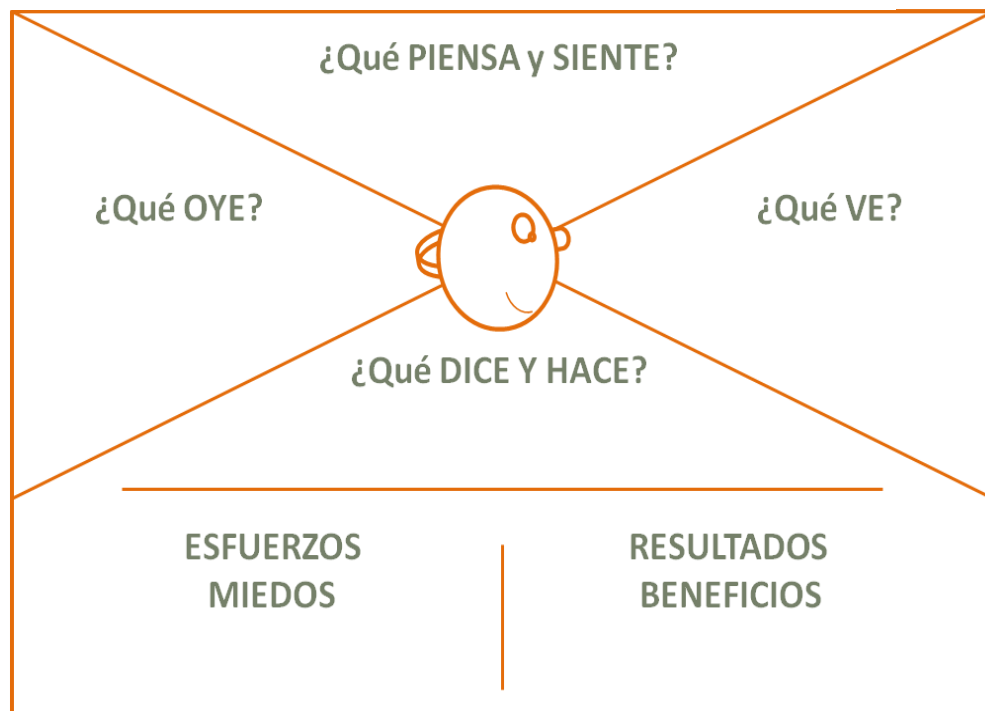 ¿Qué PIENSA y SIENTE?
¿Qué OYE?
¿Qué VE?
¿Qué DICE Y HACE?
ESFUERZOS
MIEDOS
RESULTADOS
BENEFICIOS